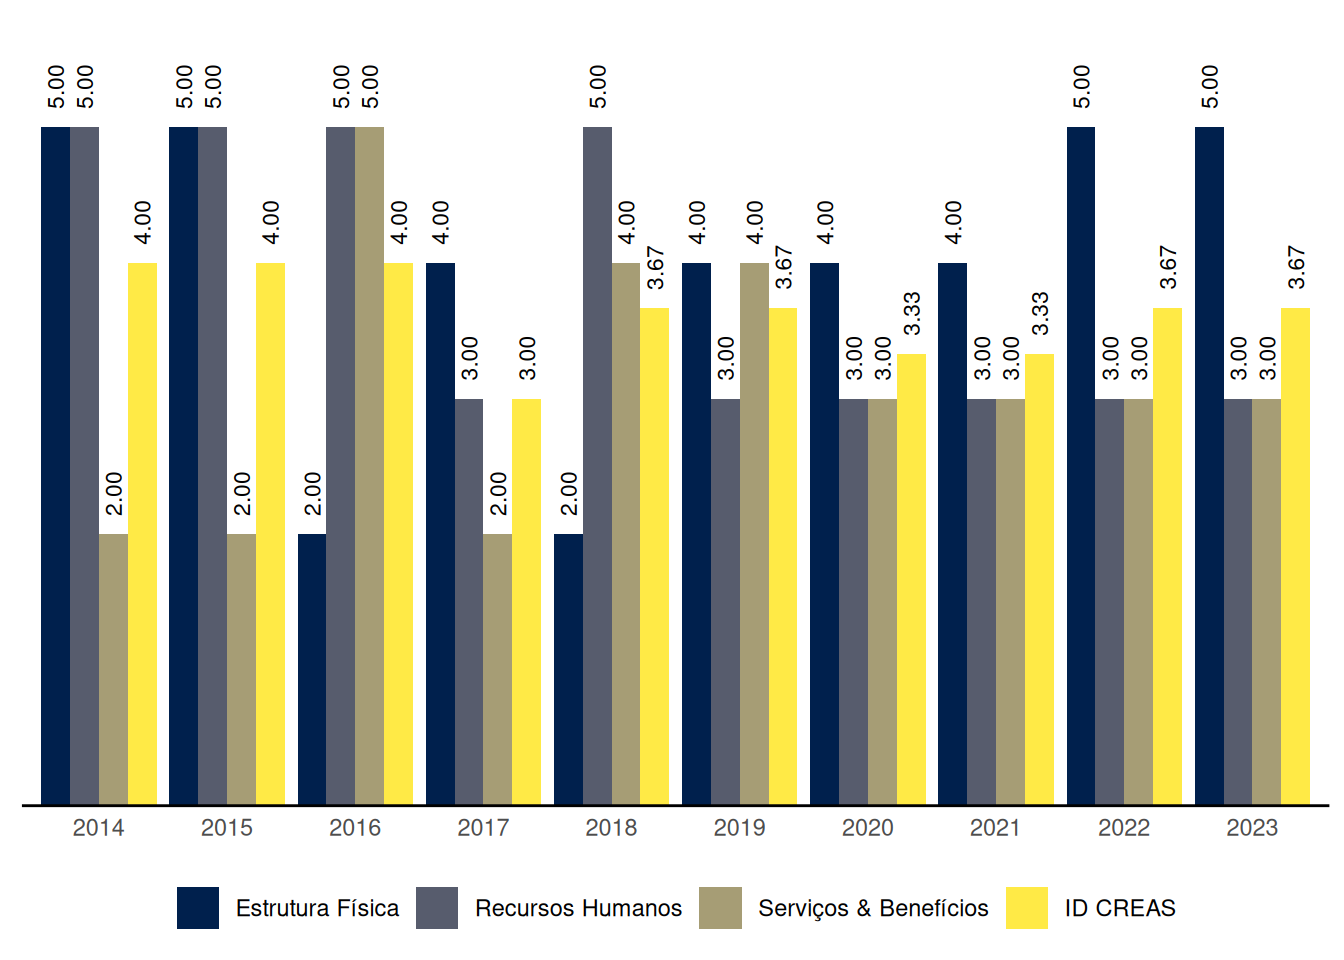 5.00 5.00 2.00 4.00 5.00 5.00 2.00 4.00 2.00 5.00 5.00 4.00 4.00 3.00 2.00 3.00 2.00 5.00 4.00 3.67 4.00 3.00 4.00 3.67 4.00 3.00 3.00 3.33 4.00 3.00 3.00 3.33 5.00 3.00 3.00 3.67 5.00 3.00 3.00 3.67
2014 2015 2016 2017 2018 2019 2020 2021 2022 2023
Estrutura Física Recursos Humanos Serviços & Benefícios ID CREAS